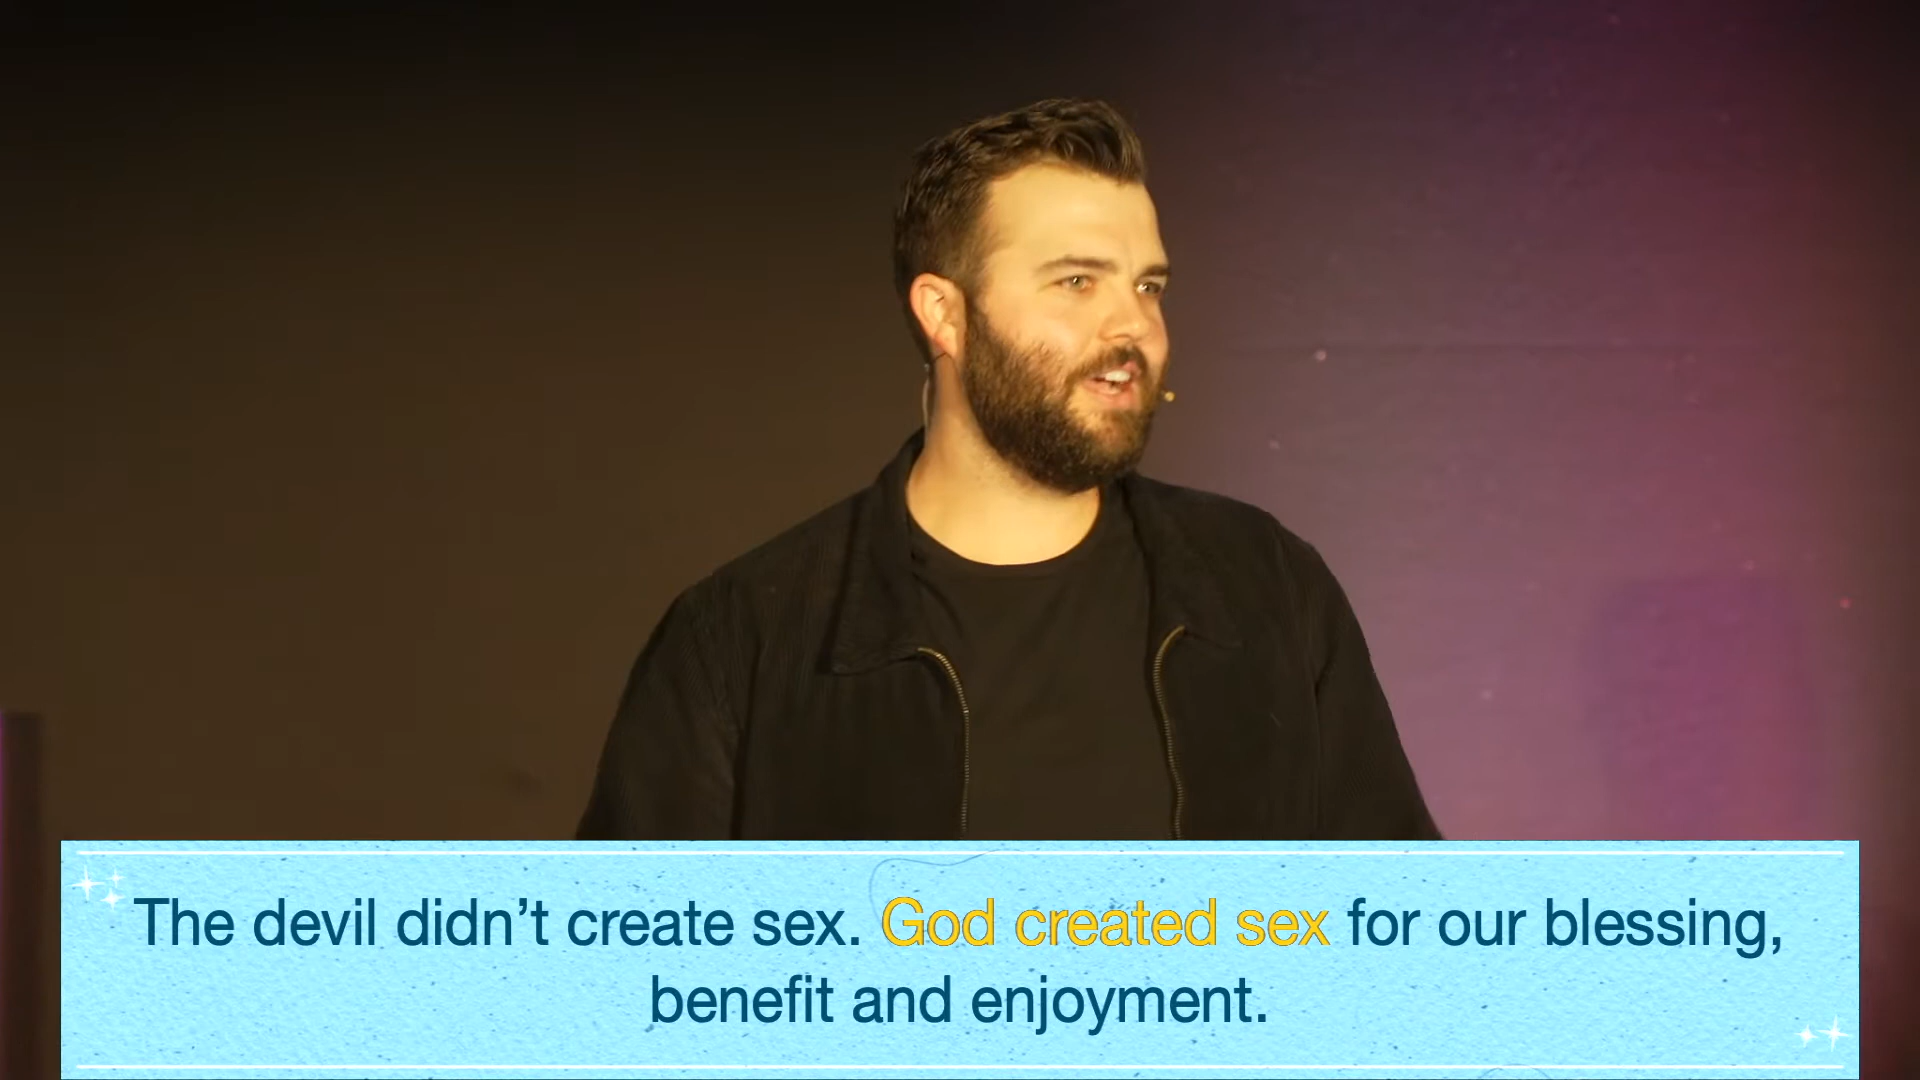 The devil didn’t create sex. God created sex for our blessing,
benefit and enjoyment.